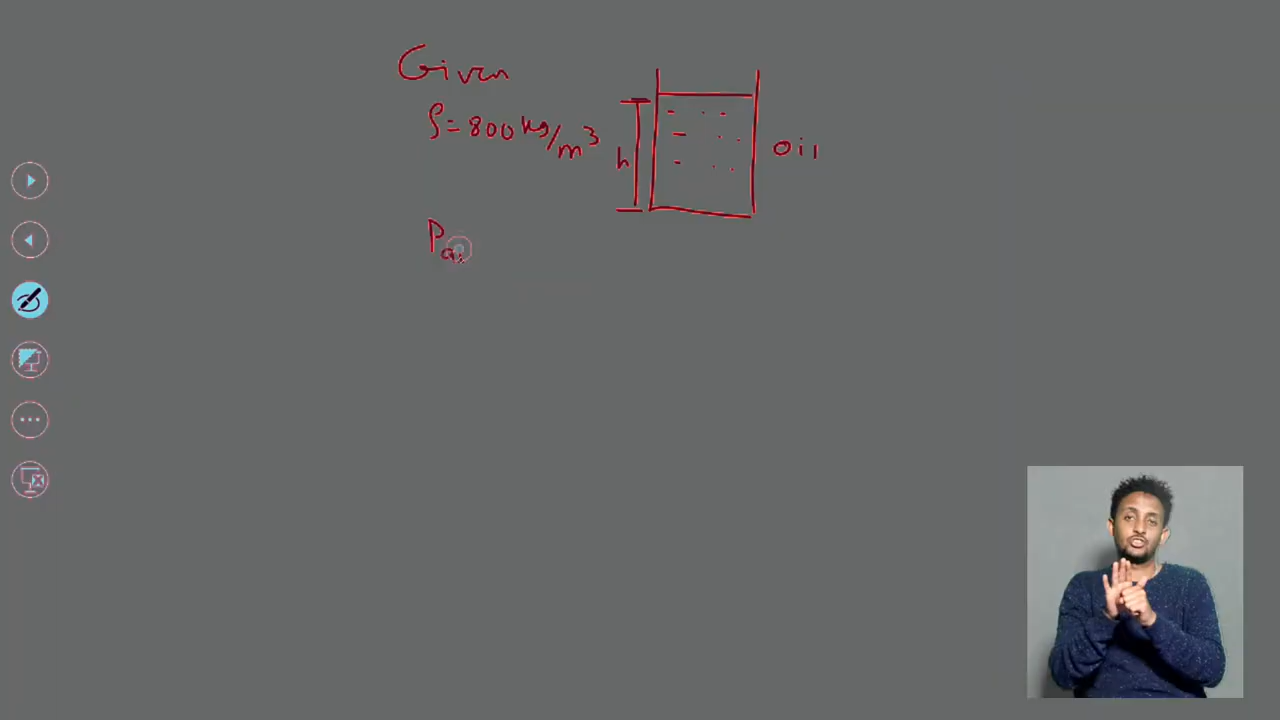 Given
ρ = 800 kg/m³
h
Oil
P